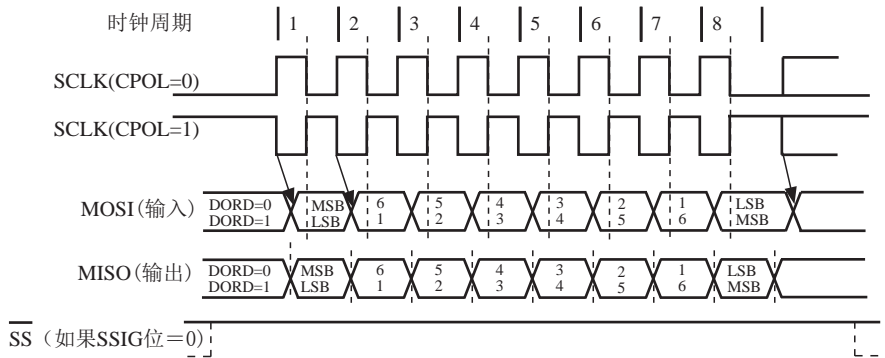 时钟周期 1 2 3 4 5 6 7 8
SCLK(CPOL=0)
SCLK(CPOL=1)
MOSI(输入) DORD=0 MSB 6 5 4 3 2 1 LSB
DORD=1 LSB 1 2 3 4 5 6 MSB
MISO(输出) DORD=0 MSB 6 5 4 3 2 1 LSB
DORD=1 LSB 1 2 3 4 5 6 MSB
SS（如果SSIG位＝0）